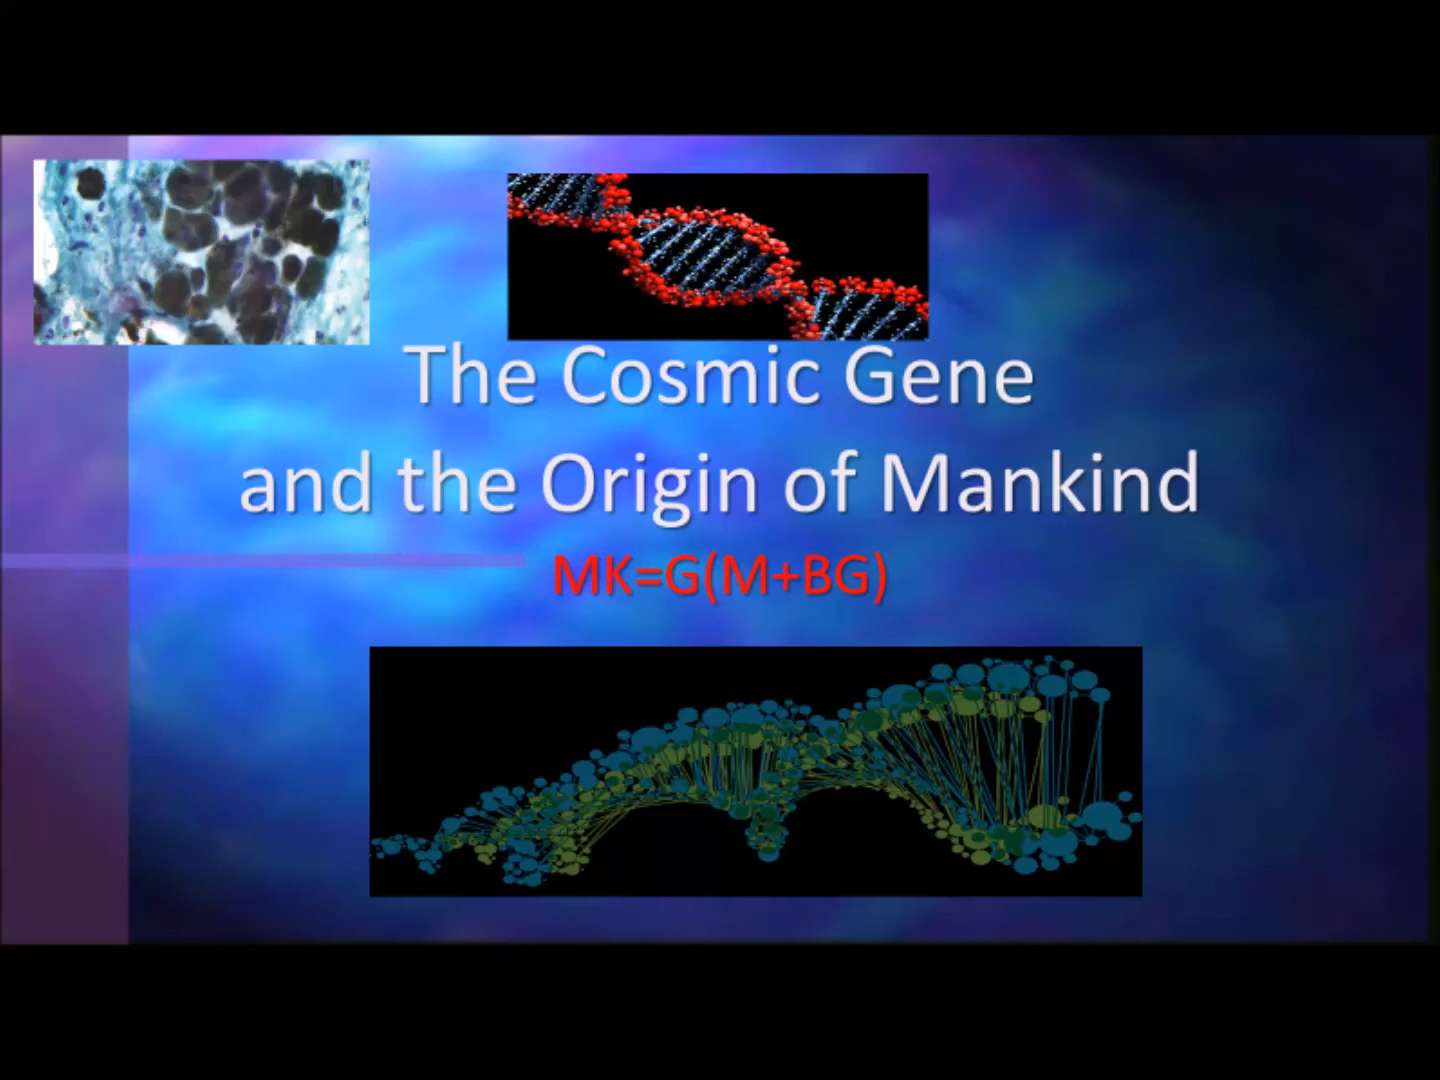 The Cosmic Gene
and the Origin of Mankind
MK=G(M+BG)